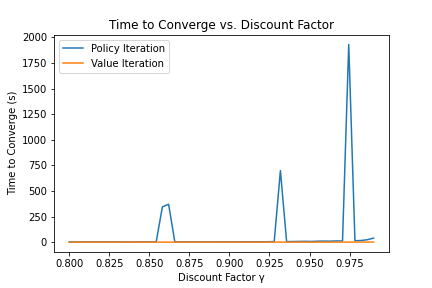 Time to Converge vs. Discount Factor
Policy Iteration
Value Iteration
Time to Converge (s)
2000
1750
1500
1250
1000
750
500
250
0
0.800 0.825 0.850 0.875 0.900 0.925 0.950 0.975
Discount Factor γ